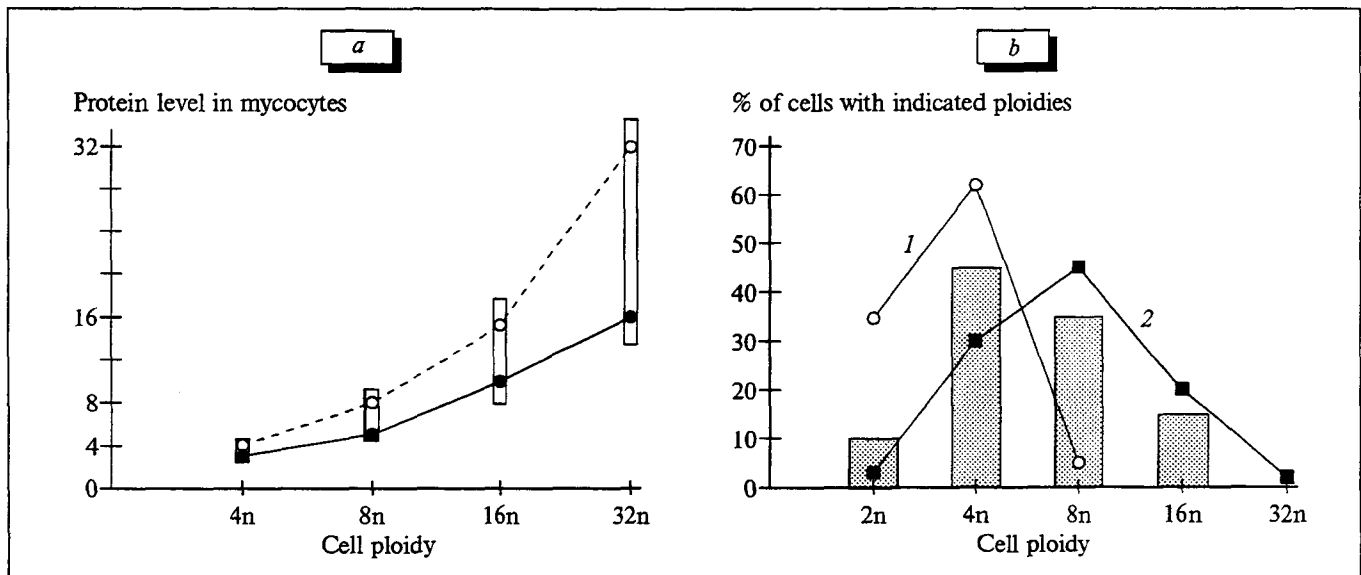 a
Protein level in mycocytes
32
16
8
4
0
4n 8n 16n 32n
Cell ploidy
b
% of cells with indicated ploidies
70
60
50
40
30
20
10
0
1
2
2n 4n 8n 16n 32n
Cell ploidy